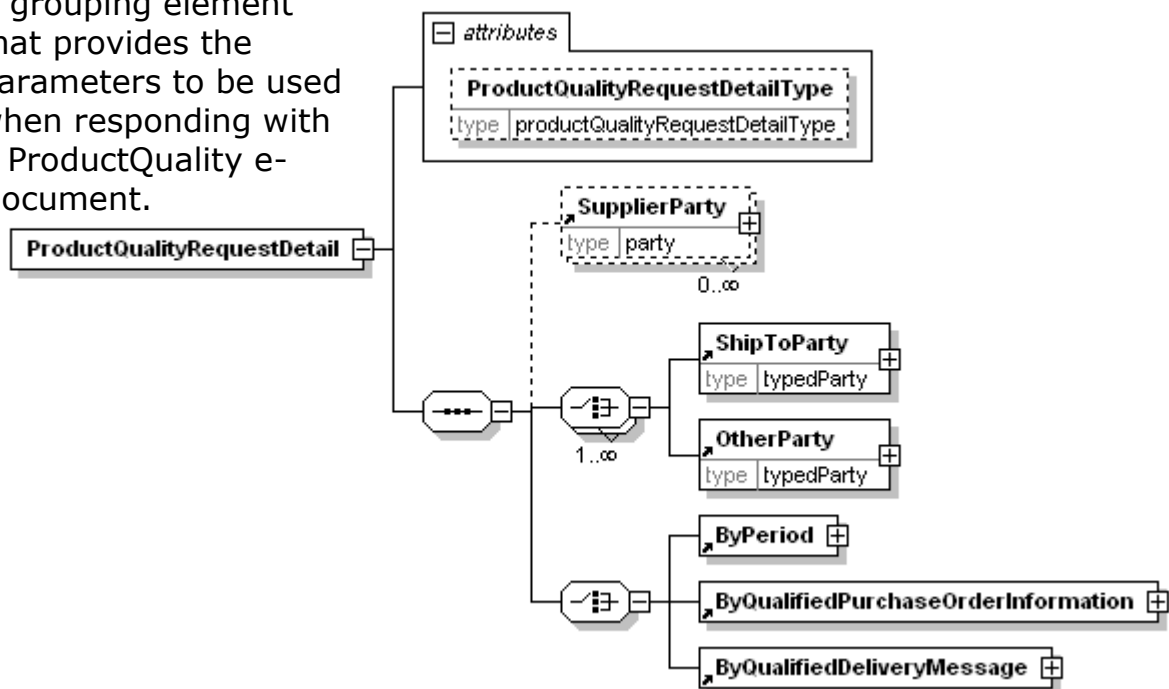 grouping element
hat provides the
arameters to be used
when responding with
ProductQuality e-
ocument.
attributes
ProductQualityRequestDetailType
type productQualityRequestDetailType
SupplierParty
type party
0..∞
ProductQualityRequestDetail
ShipToParty
type typedParty
1..∞
OtherParty
type typedParty
ByPeriod
ByQualifiedPurchaseOrderInformation
ByQualifiedDeliveryMessage